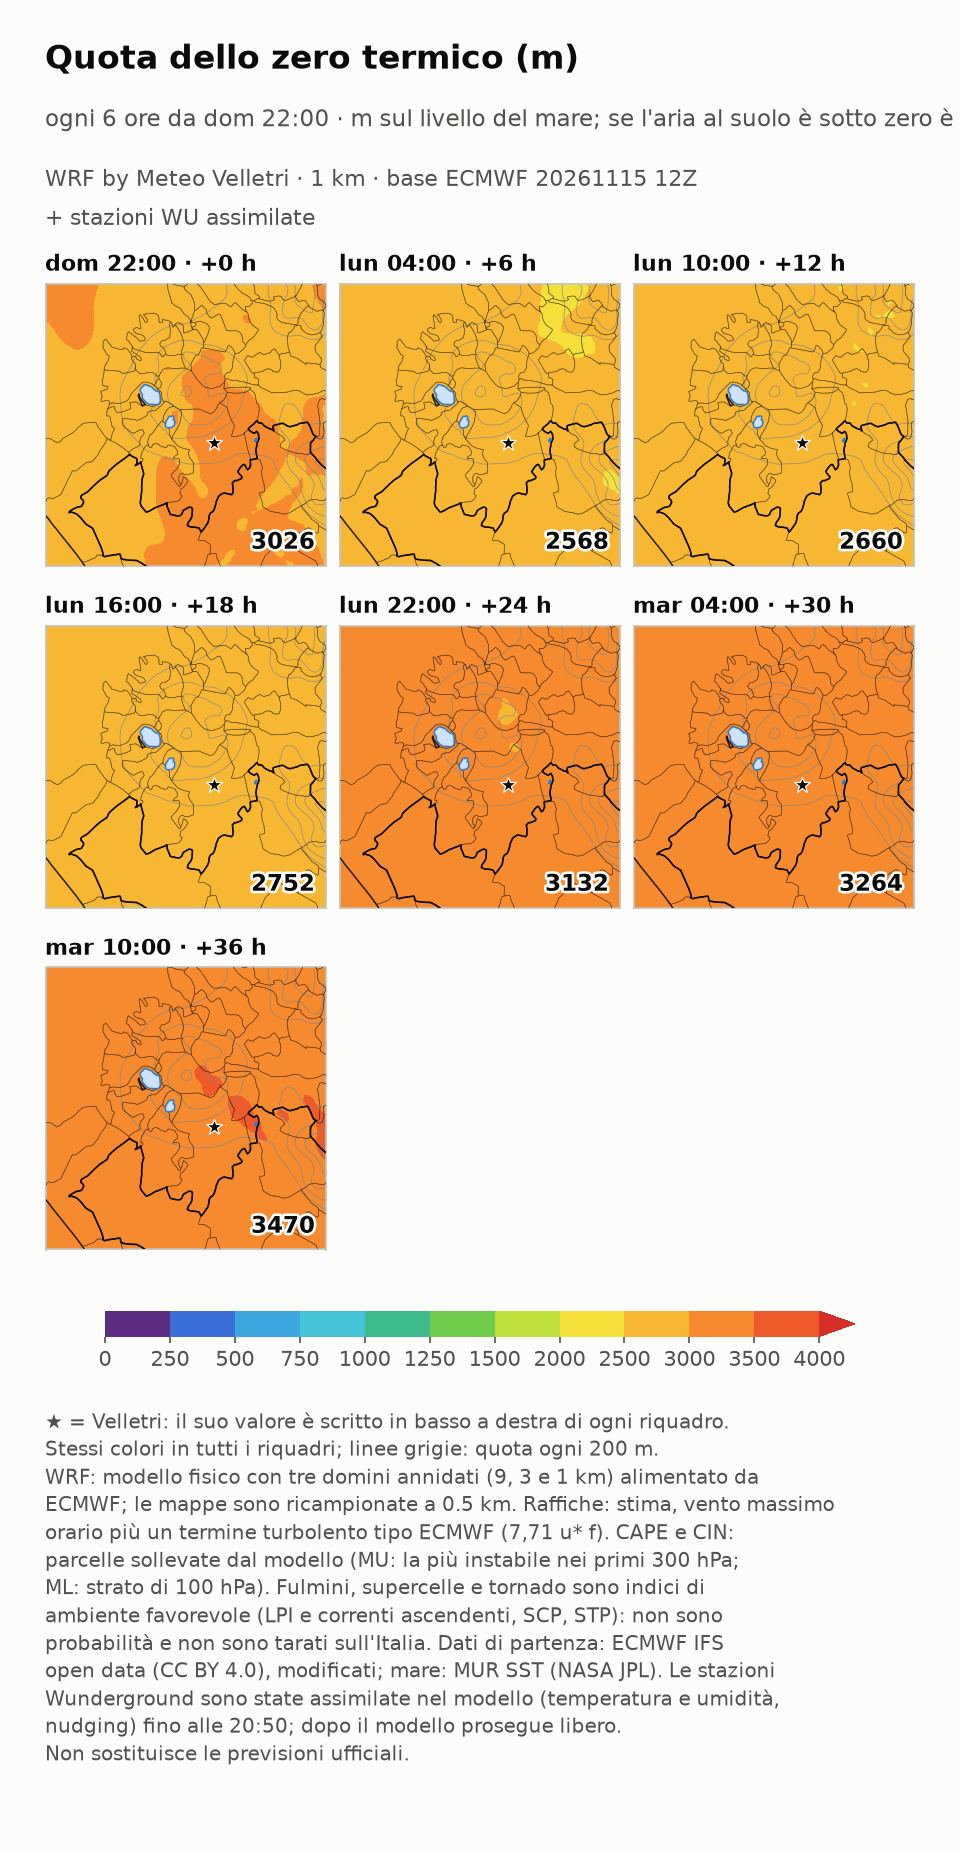 Quota dello zero termico (m)
ogni 6 ore da dom 22:00 · m sul livello del mare; se l'aria al suolo è sotto zero è
WRF by Meteo Velletri · 1 km · base ECMWF 20261115 12Z
+ stazioni WU assimilate
dom 22:00 · +0 h
lun 04:00 · +6 h
lun 10:00 · +12 h
3026
2568
2660
lun 16:00 · +18 h
lun 22:00 · +24 h
mar 04:00 · +30 h
2752
3132
3264
mar 10:00 · +36 h
3470
0 250 500 750 1000 1250 1500 2000 2500 3000 3500 4000
★ = Velletri: il suo valore è scritto in basso a destra di ogni riquadro.
Stessi colori in tutti i riquadri; linee grigie: quota ogni 200 m.
WRF: modello fisico con tre domini annidati (9, 3 e 1 km) alimentato da
ECMWF; le mappe sono ricampionate a 0.5 km. Raffiche: stima, vento massimo
orario più un termine turbolento tipo ECMWF (7,71 u* f). CAPE e CIN:
parcelle sollevate dal modello (MU: la più instabile nei primi 300 hPa;
ML: strato di 100 hPa). Fulmini, supercelle e tornado sono indici di
ambiente favorevole (LPI e correnti ascendenti, SCP, STP): non sono
probabilità e non sono tarati sull'Italia. Dati di partenza: ECMWF IFS
open data (CC BY 4.0), modificati; mare: MUR SST (NASA JPL). Le stazioni
Wunderground sono state assimilate nel modello (temperatura e umidità,
nudging) fino alle 20:50; dopo il modello prosegue libero.
Non sostituisce le previsioni ufficiali.